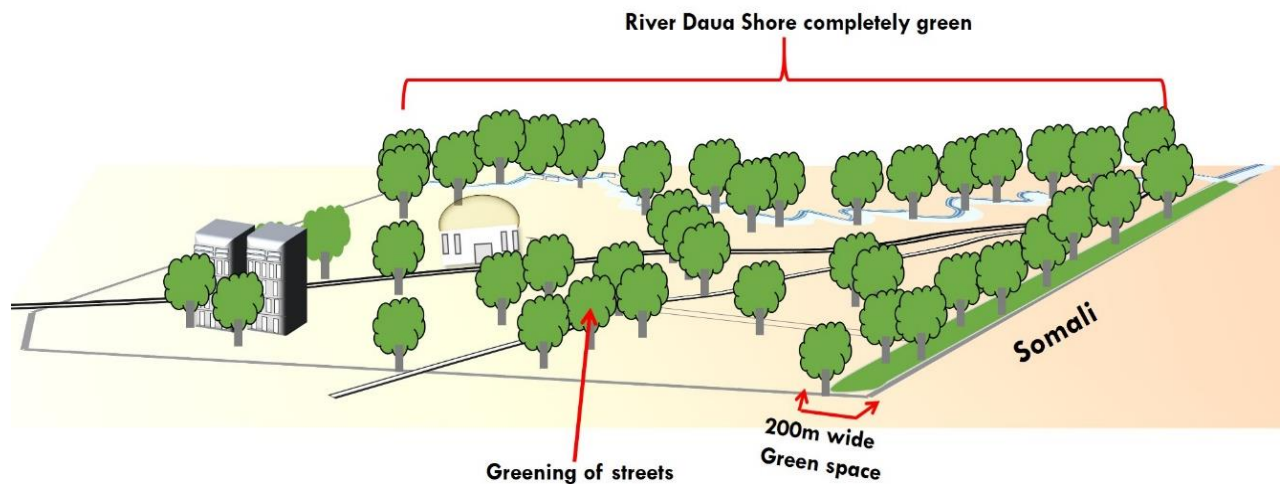 River Daua Shore completely green
Somali
200m wide
Green space
Greening of streets